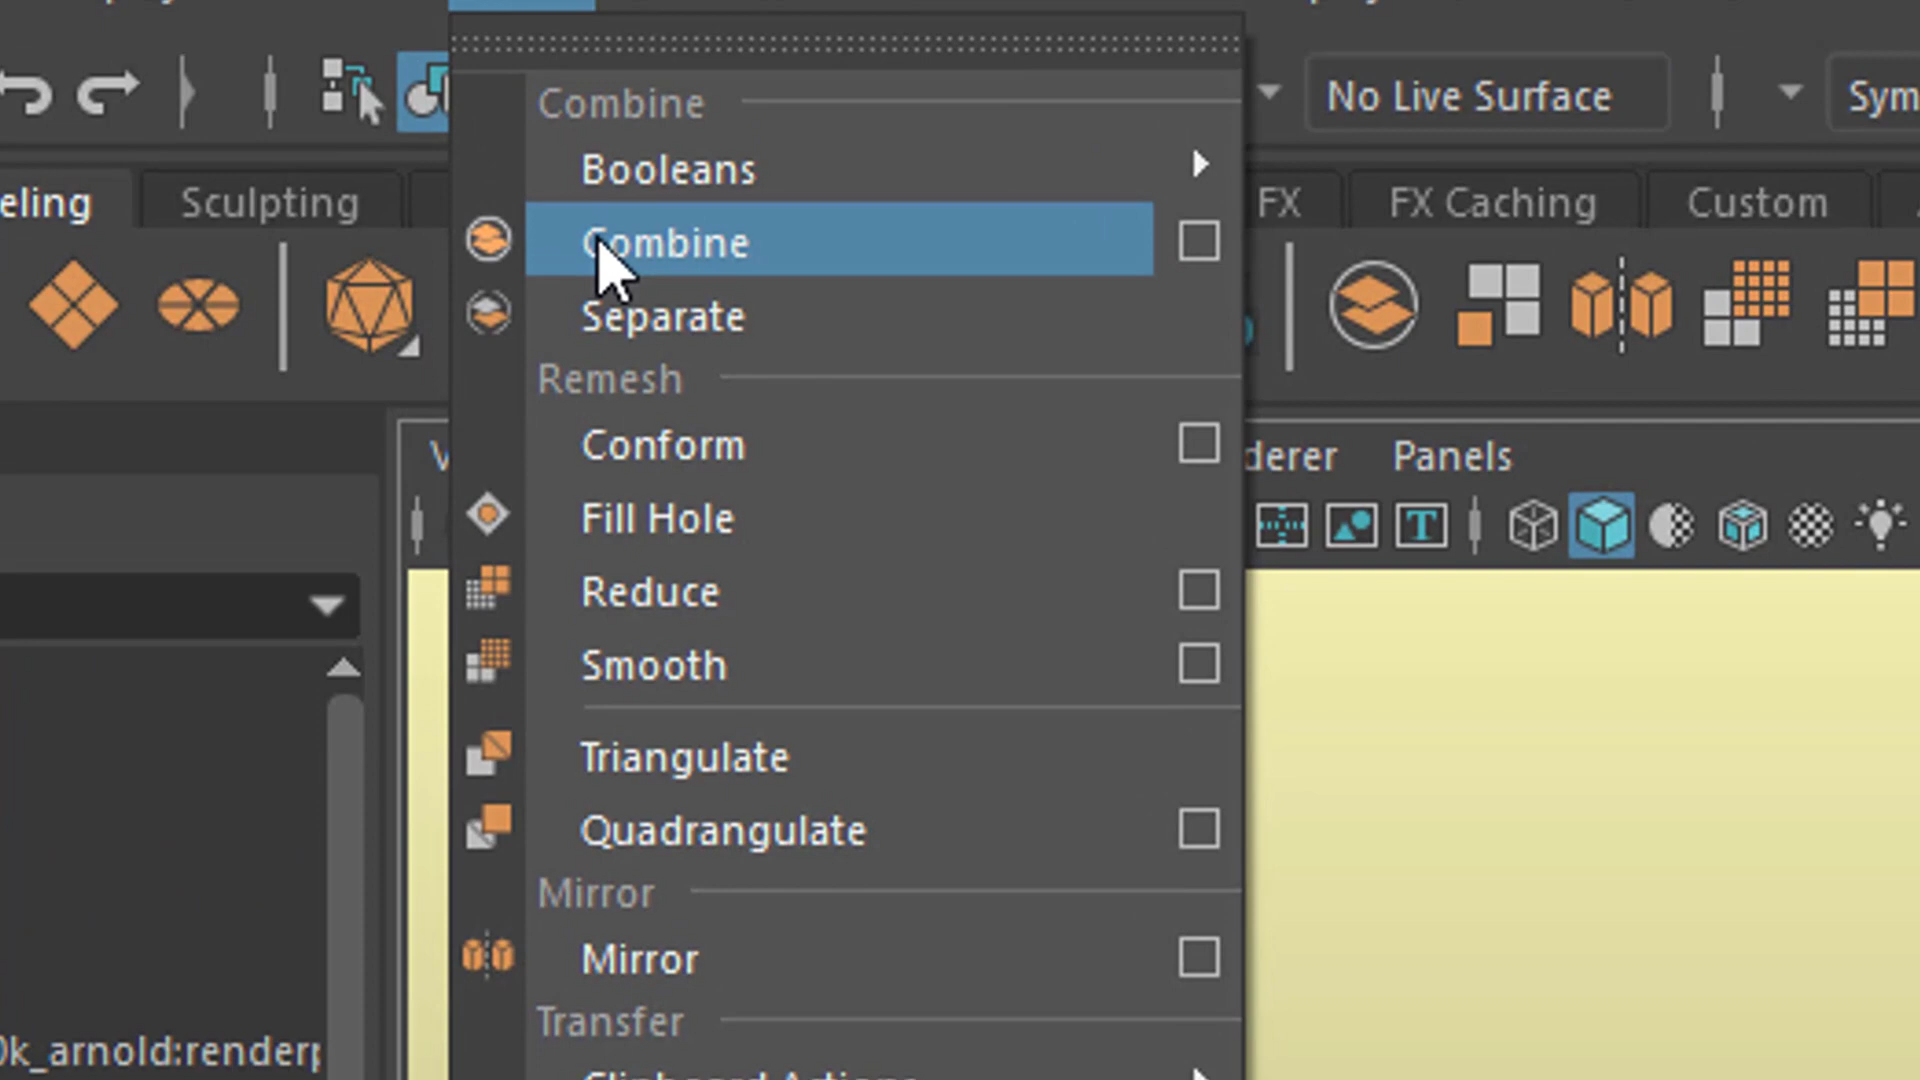 No Live Surface
Sym
eling
Sculpting
FX
FX Caching
Custom
Combine
Booleans
Combine
Separate
Remesh
Conform
Fill Hole
Reduce
Smooth
Triangulate
Quadrangulate
Mirror
Mirror
Transfer
derer
Panels
T
0k_arnold:renderp